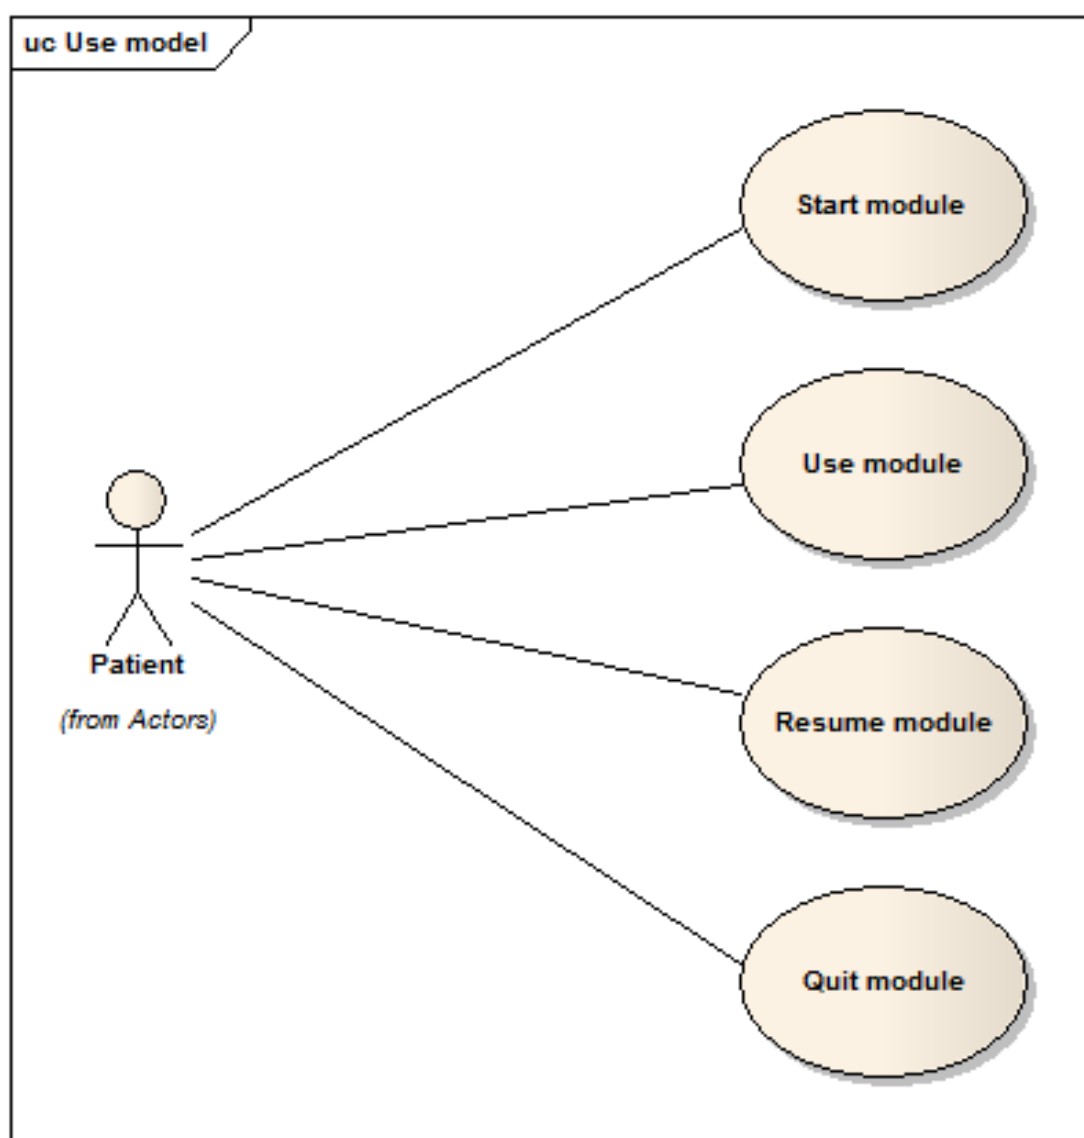 uc Use model
Start module
Use module
Patient
(from Actors)
Resume module
Quit module